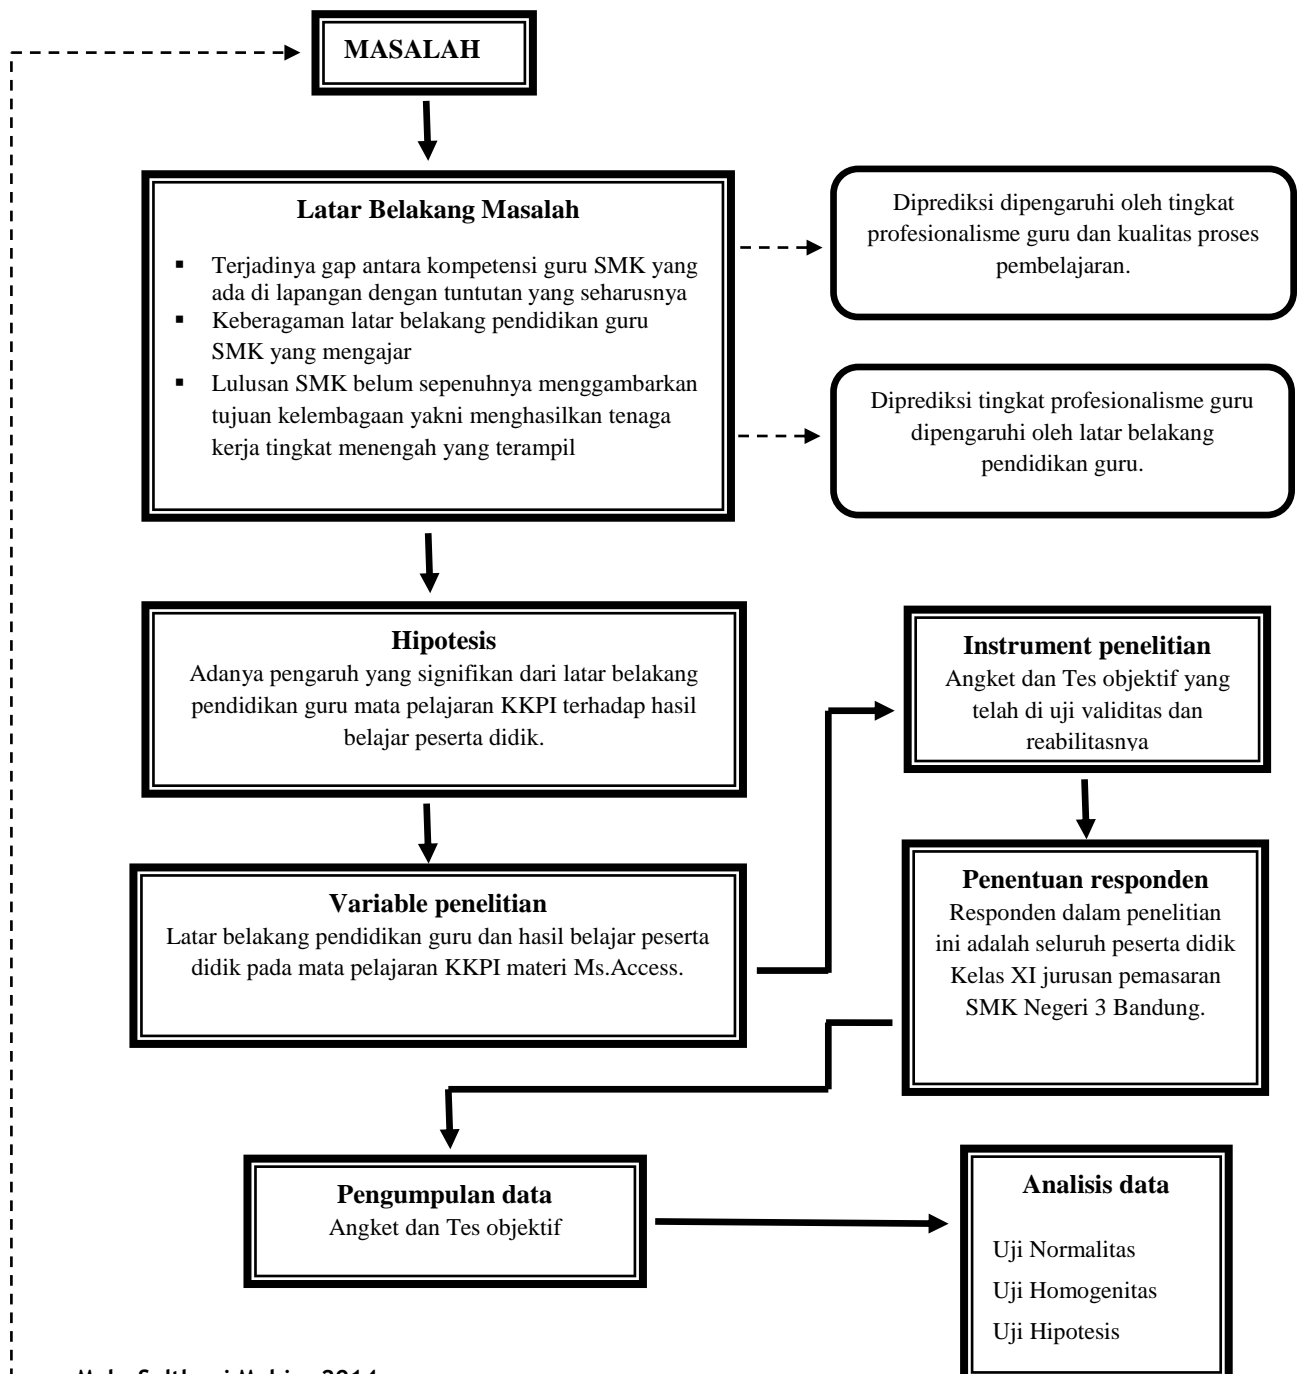 MASALAH
Latar Belakang Masalah
▪ Terjadinya gap antara kompetensi guru SMK yang
ada di lapangan dengan tuntutan yang seharusnya
▪ Keberagaman latar belakang pendidikan guru
SMK yang mengajar
▪ Lulusan SMK belum sepenuhnya menggambarkan
tujuan kelembagaan yakni menghasilkan tenaga
kerja tingkat menengah yang terampil
Diprediksi dipengaruhi oleh tingkat
profesionalisme guru dan kualitas proses
pembelajaran.
Diprediksi tingkat profesionalisme guru
dipengaruhi oleh latar belakang
pendidikan guru.
Hipotesis
Adanya pengaruh yang signifikan dari latar belakang
pendidikan guru mata pelajaran KKPI terhadap hasil
belajar peserta didik.
Variable penelitian
Latar belakang pendidikan guru dan hasil belajar peserta
didik pada mata pelajaran KKPI materi Ms.Access.
Instrument penelitian
Angket dan Tes objektif yang
telah di uji validitas dan
reabilitasnya
Penentuan responden
Responden dalam penelitian
ini adalah seluruh peserta didik
Kelas XI jurusan pemasaran
SMK Negeri 3 Bandung.
Pengumpulan data
Angket dan Tes objektif
Analisis data
Uji Normalitas
Uji Homogenitas
Uji Hipotesis